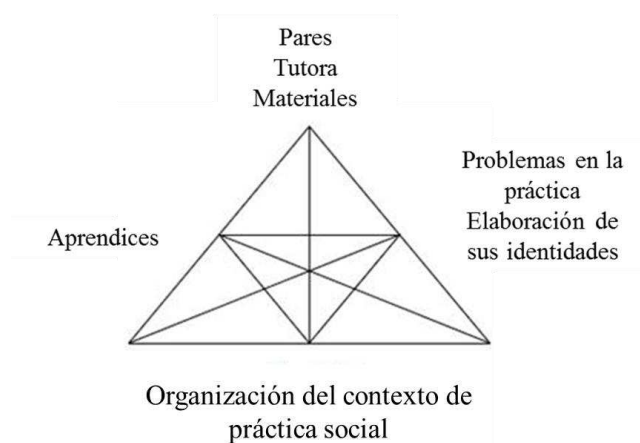 Pares
Tutora
Materiales
Problemas en la
práctica
Elaboración de
sus identidades
Aprendices
Organización del contexto de
práctica social